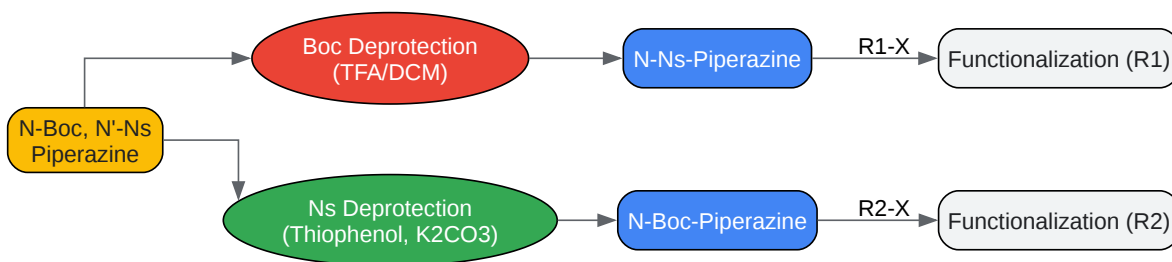 N-Boc, N'-Ns
Piperazine
Boc Deprotection
(TFA/DCM)
N-Ns-Piperazine
R1-X
Functionalization (R1)
Ns Deprotection
(Thiophenol, K2CO3)
N-Boc-Piperazine
R2-X
Functionalization (R2)